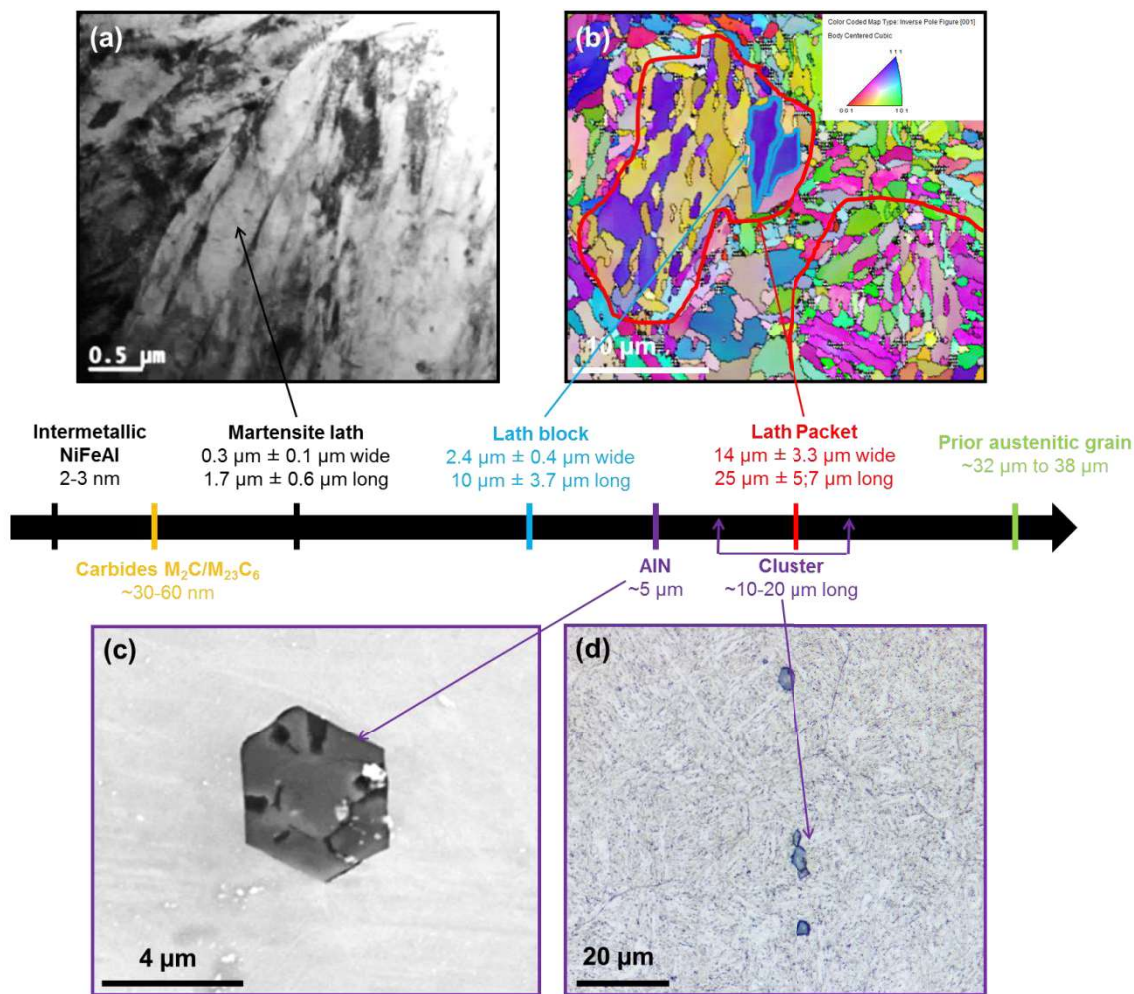 (a)
0.5 µm
(b)
Color Coded Map Type: Inverse Pole Figure [001]
Body Centered Cubic
1 1 1
0 0 1
1 0 1
10 µm
Intermetallic
NiFeAl
2-3 nm
Martensite lath
0.3 µm ± 0.1 µm wide
1.7 µm ± 0.6 µm long
Lath block
2.4 µm ± 0.4 µm wide
10 µm ± 3.7 µm long
Lath Packet
14 µm ± 3.3 µm wide
25 µm ± 5;7 µm long
Prior austenitic grain
~32 µm to 38 µm
Carbides M₂C/M₂₃C₆
~30-60 nm
AlN
~5 µm
Cluster
~10-20 µm long
(c)
4 µm
(d)
20 µm